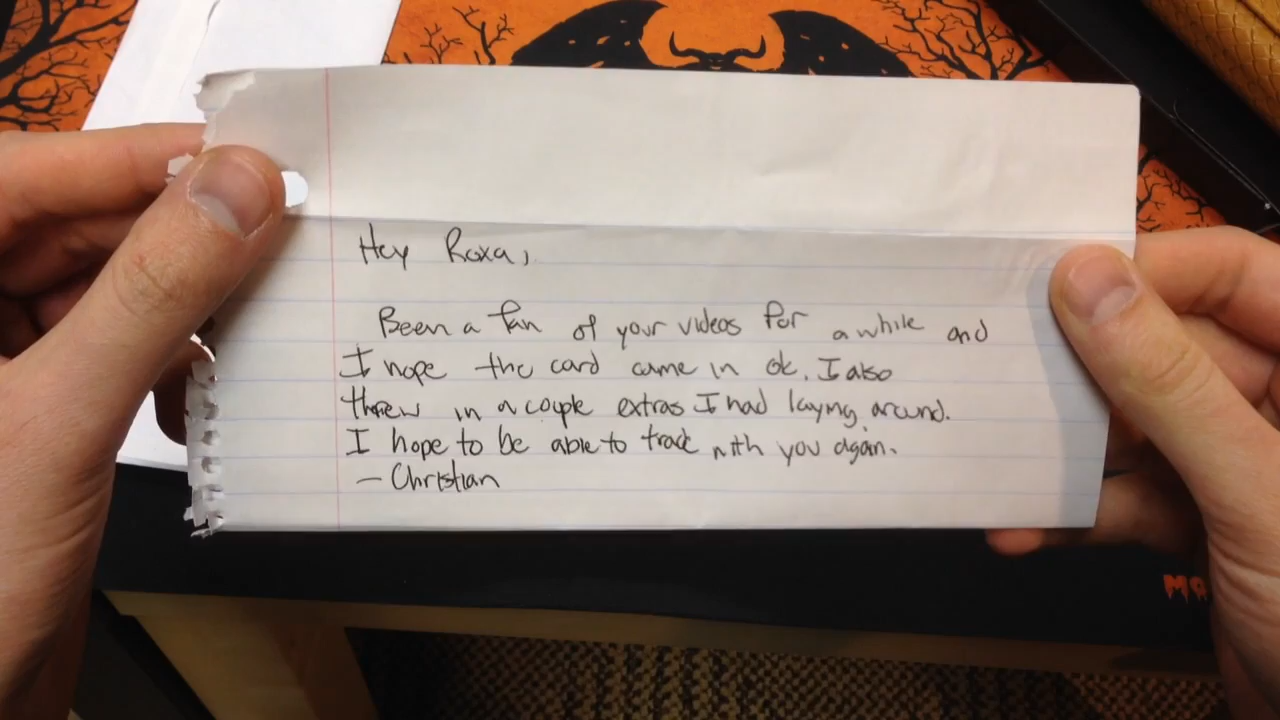 Hey Roxa,
Been a fan of your videos for a while and
I hope the card came in ok. I also
threw in a couple extras I had laying around.
I hope to be able to trade with you again.
— Christian